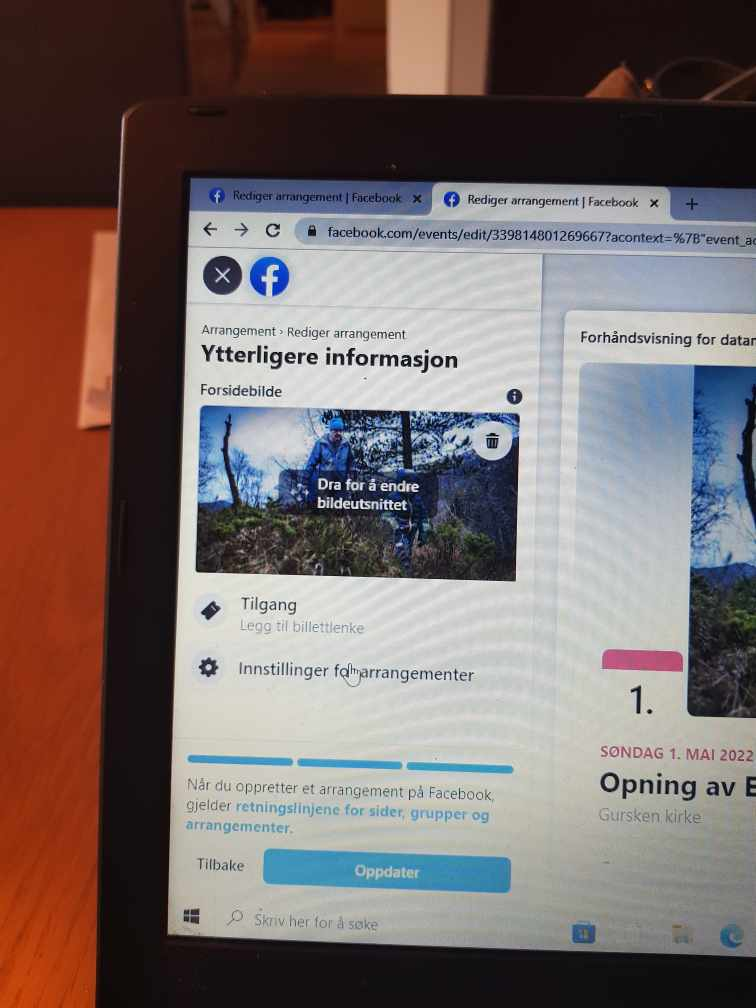 Rediger arrangement | Facebook
Rediger arrangement | Facebook
facebook.com/events/edit/339814801269667?acontext=%7B"event_ac
Arrangement › Rediger arrangement
Ytterligere informasjon
Forsidebilde
Dra for å endre
bildeutsnittet
Tilgang
Legg til billettlenke
Innstillinger for arrangementer
Når du oppretter et arrangement på Facebook,
gjelder retningslinjene for sider, grupper og
arrangementer.
Tilbake
Oppdater
Forhåndsvisning for datam
1.
SØNDAG 1. MAI 2022
Opning av
Gursken kirke
Skriv her for å søke